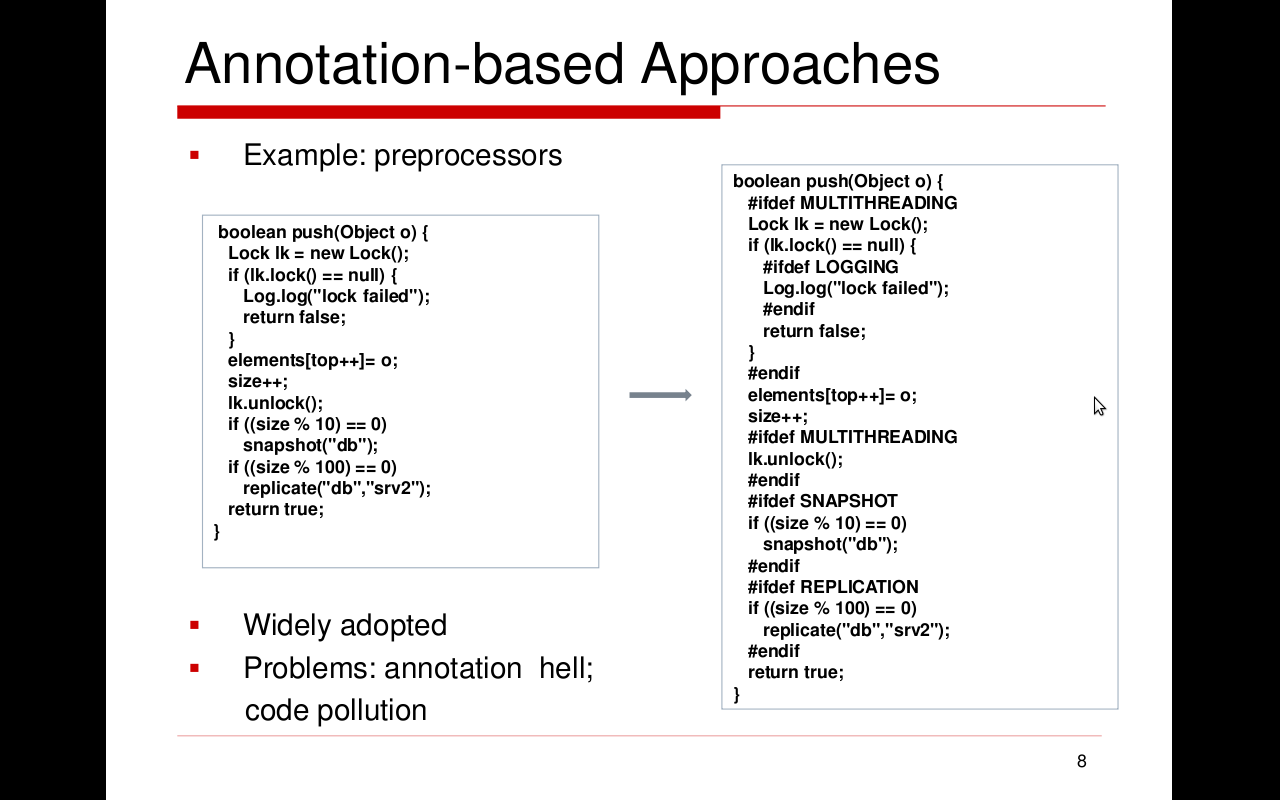 Annotation-based Approaches
Example: preprocessors
boolean push(Object o) {
Lock lk = new Lock();
if (lk.lock() == null) {
Log.log("lock failed");
return false;
}
elements[top++]= o;
size++;
lk.unlock();
if ((size % 10) == 0)
snapshot("db");
if ((size % 100) == 0)
replicate("db","srv2");
return true;
}
Widely adopted
Problems: annotation  hell;
code pollution
boolean push(Object o) {
#ifdef MULTITHREADING
Lock lk = new Lock();
if (lk.lock() == null) {
#ifdef LOGGING
Log.log("lock failed");
#endif
return false;
}
#endif
elements[top++]= o;
size++;
#ifdef MULTITHREADING
lk.unlock();
#endif
#ifdef SNAPSHOT
if ((size % 10) == 0)
snapshot("db");
#endif
#ifdef REPLICATION
if ((size % 100) == 0)
replicate("db","srv2");
#endif
return true;
}
8